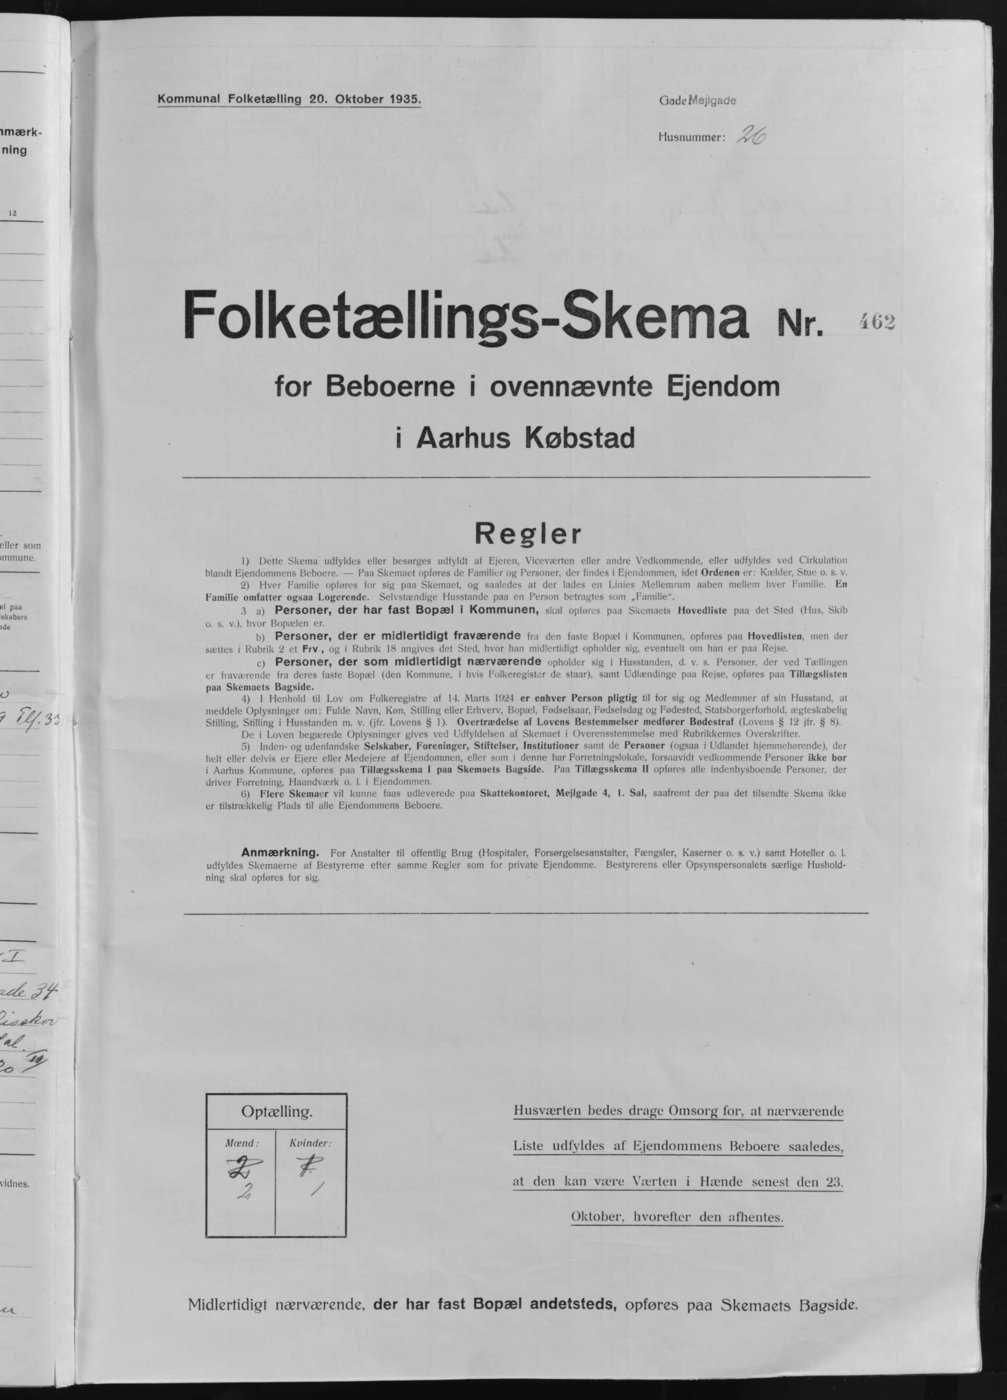 mmærk-
ning
12
eller som
ommune.
el paa
lskabers
de
Tlf. 33
I
ade 34
vidnes.
Kommunal Folketælling 20. Oktober 1935.
Gade Mejlgade
Husnummer: 26
Folketællings-Skema Nr. 462
for Beboerne i ovennævnte Ejendom
i Aarhus Købstad
Regler
1) Dette Skema udfyldes eller besørges udfyldt af Ejeren, Viceværten eller andre Vedkommende, eller udfyldes ved Cirkulation
blandt Ejendommens Beboere. — Paa Skemaet opføres de Familier og Personer, der findes i Ejendommen, idet Ordenen er: Kælder, Stue o. s. v.
2) Hver Familie opføres for sig paa Skemaet, og saaledes at der lades en Linies Mellemrum aaben mellem hver Familie. En
Familie omfatter ogsaa Logerende. Selvstændige Husstande paa en Person betragtes som „Familie“.
3 a) Personer, der har fast Bopæl i Kommunen, skal opføres paa Skemaets Hovedliste paa det Sted (Hus, Skib
o. s. v.), hvor Bopælen er.
b) Personer, der er midlertidigt fraværende fra den faste Bopæl i Kommunen, opføres paa Hovedlisten, men der
sættes i Rubrik 2 et Frv., og i Rubrik 18 angives det Sted, hvor han midlertidigt opholder sig, eventuelt om han er paa Rejse.
c) Personer, der som midlertidigt nærværende opholder sig i Husstanden, d. v. s. Personer, der ved Tællingen
er fraværende fra deres faste Bopæl (den Kommune, i hvis Folkeregister de staar), samt Udlændinge paa Rejse, opføres paa Tillægslisten
paa Skemaets Bagside.
4) I Henhold til Lov om Folkeregistre af 14. Marts 1924 er enhver Person pligtig til for sig og Medlemmer af sin Husstand, at
meddele Oplysninger om: Fulde Navn, Køn, Stilling eller Erhverv, Bopæl, Fødselsaar, Fødselsdag og Fødested, Statsborgerforhold, ægteskabelig
Stilling, Stilling i Husstanden m. v. (jfr. Lovens § 1). Overtrædelse af Lovens Bestemmelser medfører Bødestraf (Lovens § 12 jfr. § 8).
De i Loven begærede Oplysninger gives ved Udfyldelsen af Skemaet i Overensstemmelse med Rubrikkernes Overskrifter.
5) Inden- og udenlandske Selskaber, Foreninger, Stiftelser, Institutioner samt de Personer (ogsaa i Udlandet hjemmehørende), der
helt eller delvis er Ejere eller Medejere af Ejendommen, eller som i denne har Forretningslokale, forsaavidt vedkommende Personer ikke bor
i Aarhus Kommune, opføres paa Tillægsskema I paa Skemaets Bagside. Paa Tillægsskema II opføres alle indenbysboende Personer, der
driver Forretning, Haandværk o. l. i Ejendommen.
6) Flere Skemaer vil kunne faas udleverede paa Skattekontoret, Mejlgade 4, 1. Sal, saafremt der paa det tilsendte Skema ikke
er tilstrækkelig Plads til alle Ejendommens Beboere.
Anmærkning. For Anstalter til offentlig Brug (Hospitaler, Forsørgelsesanstalter, Fængsler, Kaserner o. s. v.) samt Hoteller o. l.
udfyldes Skemaerne af Bestyrerne efter samme Regler som for private Ejendomme. Bestyrerens eller Opsynspersonalets særlige Hushold-
ning skal opføres for sig.
Optælling.
Mænd: Kvinder:
2 1
2 1
Husværten bedes drage Omsorg for, at nærværende
Liste udfyldes af Ejendommens Beboere saaledes,
at den kan være Værten i Hænde senest den 23.
Oktober, hvorefter den afhentes.
Midlertidigt nærværende, der har fast Bopæl andetsteds, opføres paa Skemaets Bagside.